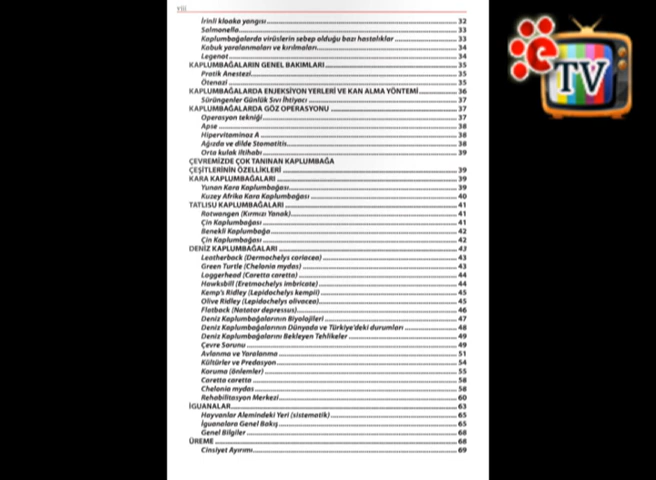 viii
İrinli kloaka yangısı 32
Salmonella 33
Kaplumbağalarda virüslerin sebep olduğu bazı hastalıklar 33
Kabuk yaralanmaları ve kırılmaları 34
Legenot 34
KAPLUMBAĞALARIN GENEL BAKIMLARI 35
Pratik Anestezi 35
Ötenazi 35
KAPLUMBAĞALARDA ENJEKSİYON YERLERİ VE KAN ALMA YÖNTEMİ 36
Sürüngenler Günlük Sıvı İhtiyacı 37
KAPLUMBAĞALARDA GÖZ OPERASYONU 37
Operasyon tekniği 37
Apse 38
Hipervitaminoz A 38
Ağızda ve dilde Stomatitis 38
Orta kulak iltihabı 39
ÇEVREMİZDE ÇOK TANINAN KAPLUMBAĞA
ÇEŞİTLERİNİN ÖZELLİKLERİ 39
KARA KAPLUMBAĞALARI 39
Yunan Kara Kaplumbağası 39
Kuzey Afrika Kara Kaplumbağası 40
TATLISU KAPLUMBAĞALARI 41
Rotwangen (Kırmızı Yanak) 41
Çin Kaplumbağası 41
Benekli Kaplumbağa 42
Çin Kaplumbağası 42
DENİZ KAPLUMBAĞALARI 43
Leatherback (Dermochelys coriacea) 43
Green Turtle (Chelonia mydas) 43
Loggerhead (Caretta caretta) 44
Hawksbill (Eretmochelys imbricate) 44
Kemp's Ridley (Lepidochelys kempii) 45
Olive Ridley (Lepidochelys olivacea) 45
Flatback (Natator depressus) 46
Deniz Kaplumbağalarının Biyolojileri 47
Deniz Kaplumbağalarının Dünyada ve Türkiye'deki durumları 48
Deniz Kaplumbağalarını Bekleyen Tehlikeler 49
Çevre Sorunu 49
Avlanma ve Yaralanma 51
Kültürler ve Predasyon 54
Koruma (önlemler) 55
Caretta caretta 58
Chelonia mydas 58
Rehabilitasyon Merkezi 60
İGUANALAR 63
Hayvanlar Alemindeki Yeri (sistematik) 65
İguanalara Genel Bakış 65
Genel Bilgiler 68
ÜREME 68
Cinsiyet Ayırımı 69
e
TV